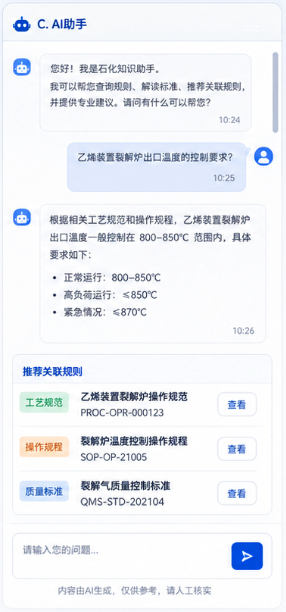 C. AI助手
您好！我是石化知识助手。
我可以帮您查询规则、解读标准、推荐关联规则，
并提供专业建议。请问有什么可以帮您？
10:24
乙烯装置裂解炉出口温度的控制要求？
10:25
根据相关工艺规范和操作规程，乙烯装置裂解炉
出口温度一般控制在 800–850℃ 范围内，具体
要求如下：
• 正常运行：800–850℃
• 高负荷运行：≤850℃
• 紧急情况：≤870℃
10:26
推荐关联规则
工艺规范
乙烯装置裂解炉操作规范
PROC-OPR-000123
查看
操作规程
裂解炉温度控制操作规程
SOP-OP-21005
查看
质量标准
裂解气质量控制标准
QMS-STD-202104
查看
请输入您的问题...
内容由AI生成，仅供参考，请人工核实